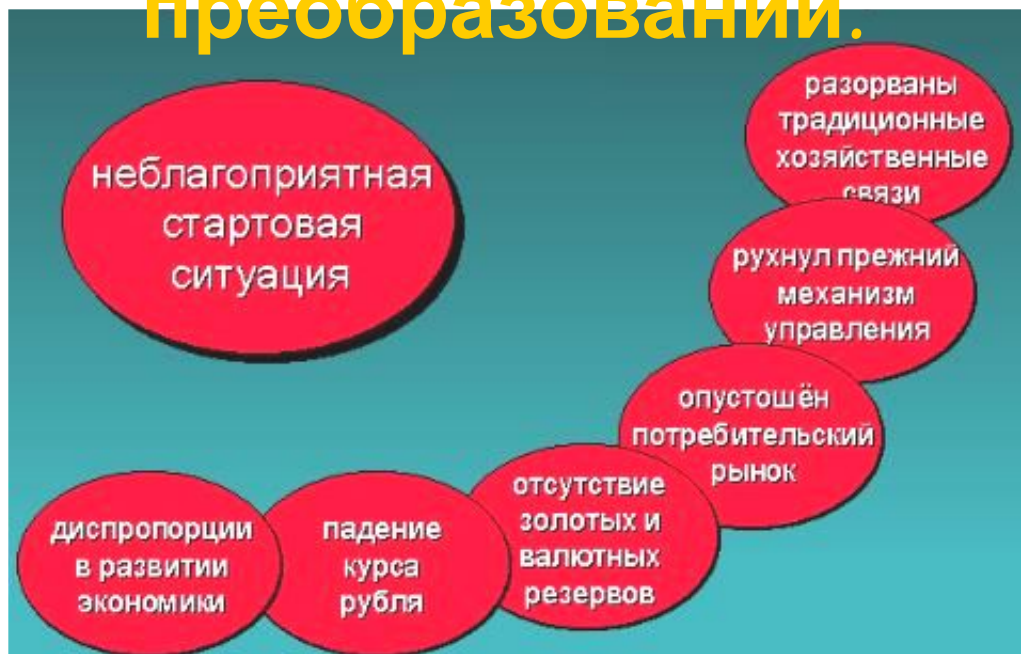 преобразований.
неблагоприятная
стартовая
ситуация
разорваны
традиционные
хозяйственные
связи
рухнул прежний
механизм
управления
опустошён
потребительский
рынок
отсутствие
золотых и
валютных
резервов
падение
курса
рубля
диспропорции
в развитии
экономики